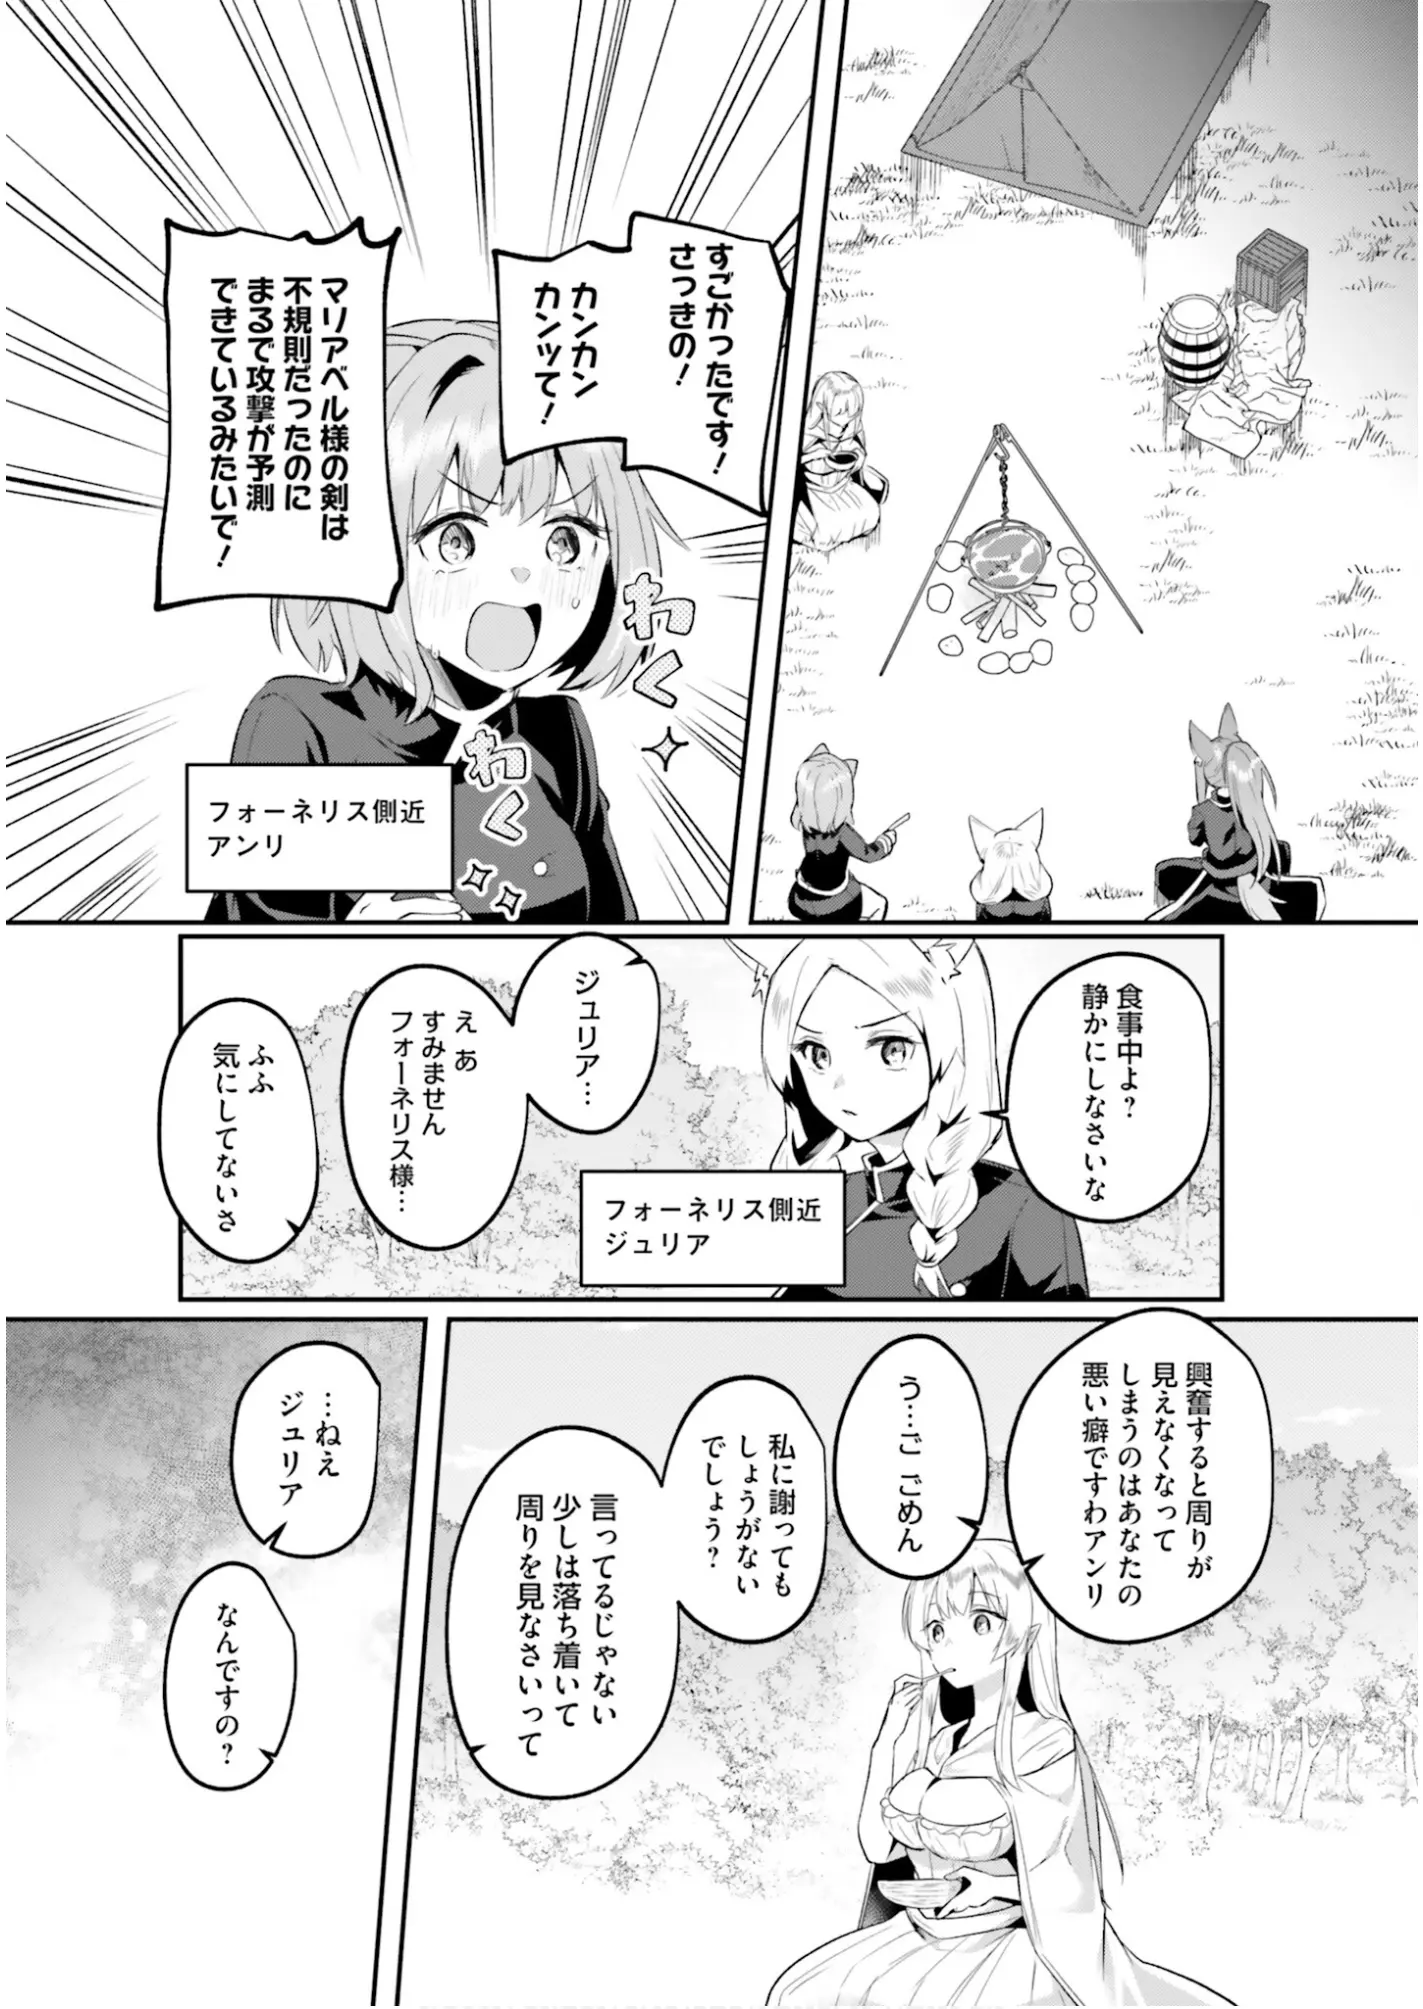 すごかったです！
さっきの！
カンカン
カンッて！
マリアベル様の剣は
不規則だったのに
まるで攻撃が予測
できているみたいで！
わく
わく
フォーネリス側近
アンリ
食事中よ？
静かにしなさいな
ジュリア…
え あ
すみません
フォーネリス様…
ふふ
気にしてないさ
フォーネリス側近
ジュリア
興奮すると周りが
見えなくなって
しまうのはあなたの
悪い癖ですわアンリ
う…ご ごめん
私に謝っても
しょうがない
でしょう？
言ってるじゃない
少しは落ち着いて
周りを見なさいって
…ねえ
ジュリア
なんですの？